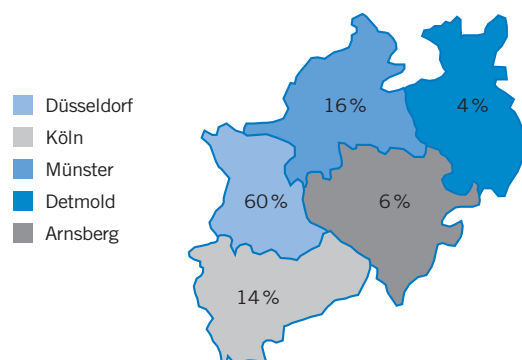 Düsseldorf
Köln
Münster
Detmold
Arnsberg
16 %
4 %
60 %
6 %
14 %